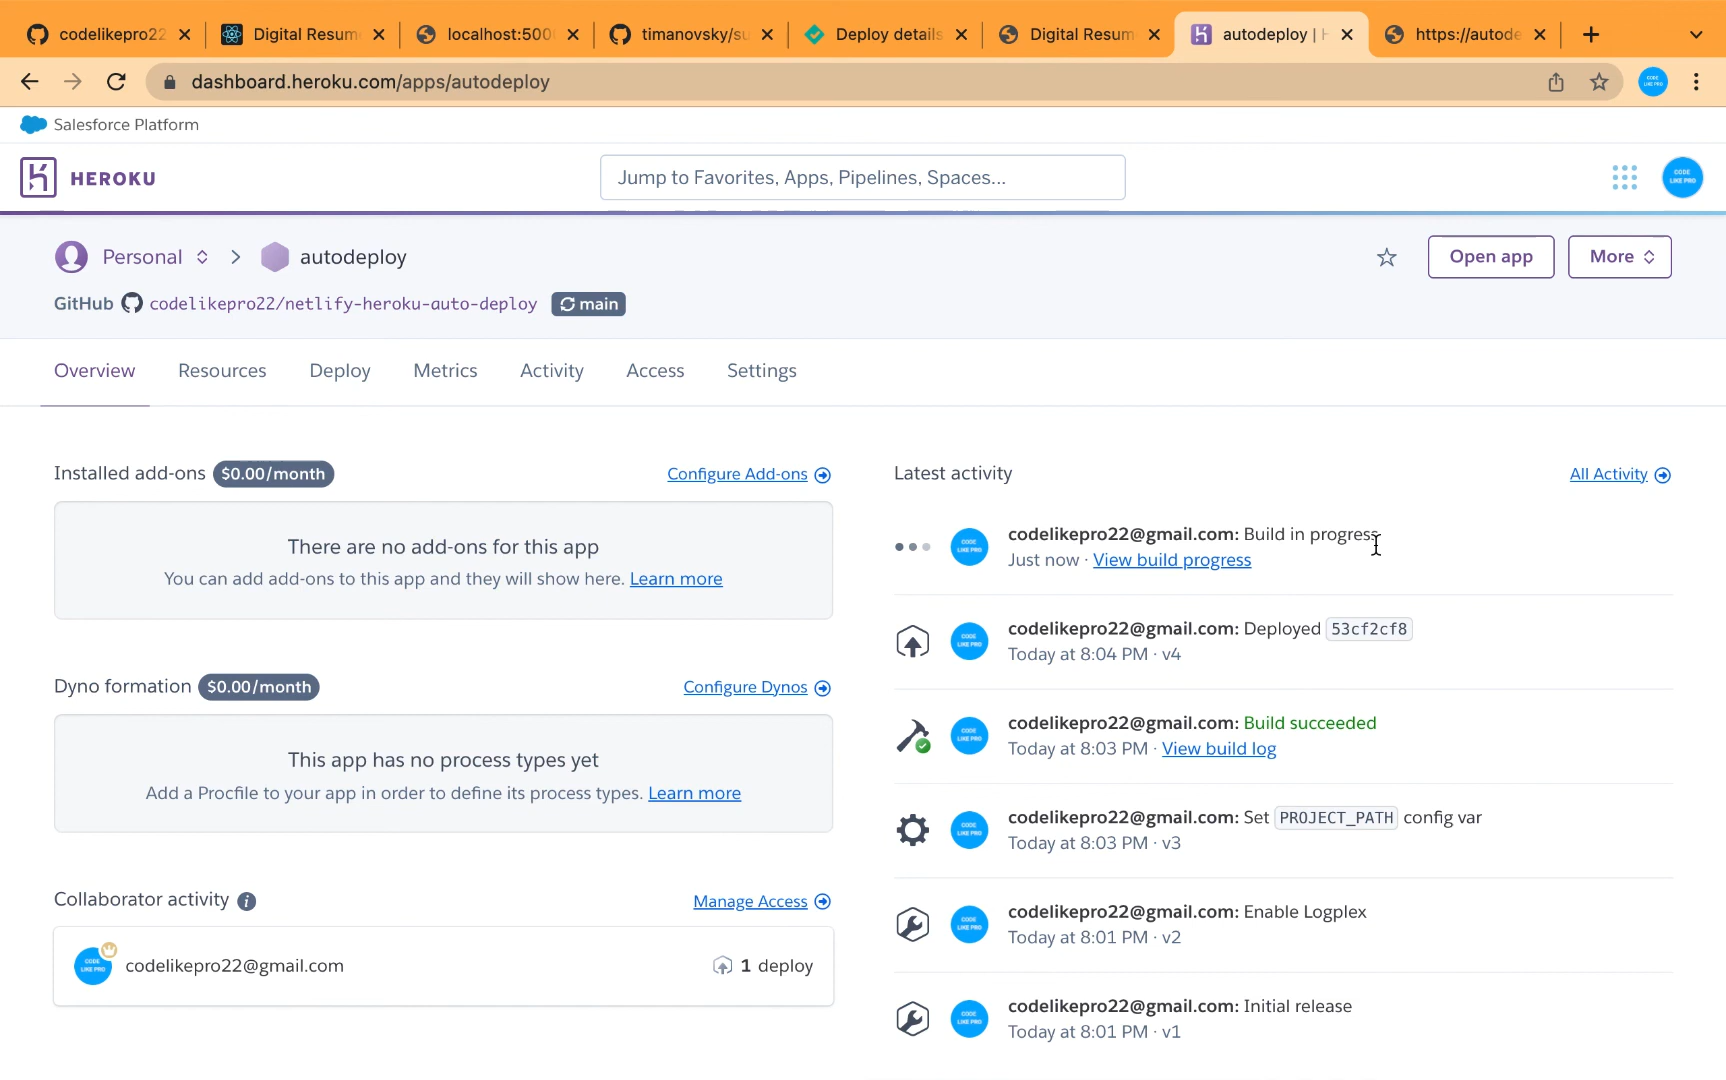 codelikepro22
Digital Resum
localhost:500
timanovsky/su
Deploy details
Digital Resum
autodeploy | H
https://autode
dashboard.heroku.com/apps/autodeploy
Salesforce Platform
HEROKU
Jump to Favorites, Apps, Pipelines, Spaces...
Personal
autodeploy
Open app
More
GitHub codelikepro22/netlify-heroku-auto-deploy main
Overview Resources Deploy Metrics Activity Access Settings
Installed add-ons $0.00/month
Configure Add-ons
There are no add-ons for this app
You can add add-ons to this app and they will show here. Learn more
Dyno formation $0.00/month
Configure Dynos
This app has no process types yet
Add a Procfile to your app in order to define its process types. Learn more
Collaborator activity
Manage Access
codelikepro22@gmail.com
1 deploy
Latest activity
All Activity
codelikepro22@gmail.com: Build in progress
Just now · View build progress
codelikepro22@gmail.com: Deployed 53cf2cf8
Today at 8:04 PM · v4
codelikepro22@gmail.com: Build succeeded
Today at 8:03 PM · View build log
codelikepro22@gmail.com: Set PROJECT_PATH config var
Today at 8:03 PM · v3
codelikepro22@gmail.com: Enable Logplex
Today at 8:01 PM · v2
codelikepro22@gmail.com: Initial release
Today at 8:01 PM · v1
CODE
LIKE PRO